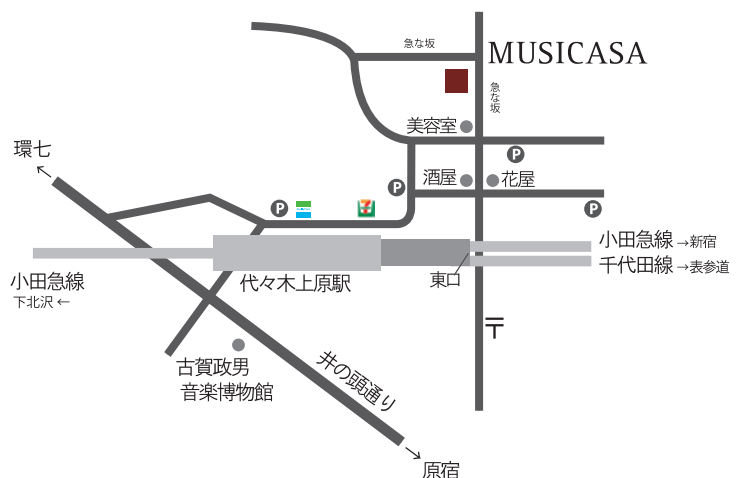 急な坂
MUSICASA
急な坂
美容室
環七
P
酒屋
花屋
P
P
7
P
小田急線 →新宿
千代田線→表参道
小田急線
下北沢 ←
代々木上原駅
東口
〒
古賀政男
音楽博物館
井の頭通り
原宿